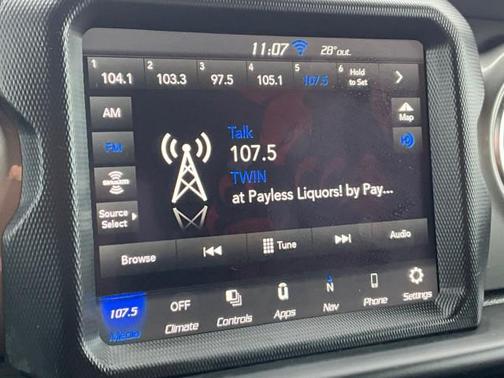 11:07 28° out.
1 104.1 2 103.3 3 97.5 4 105.1 5 107.5 6 Hold to Set
AM
FM
siriusxm
Source Select
Talk
107.5
TWIN
at Payless Liquors! by Pay...
Map
Browse Tune Audio
107.5 OFF N
Media Climate Controls Apps Nav Phone Settings